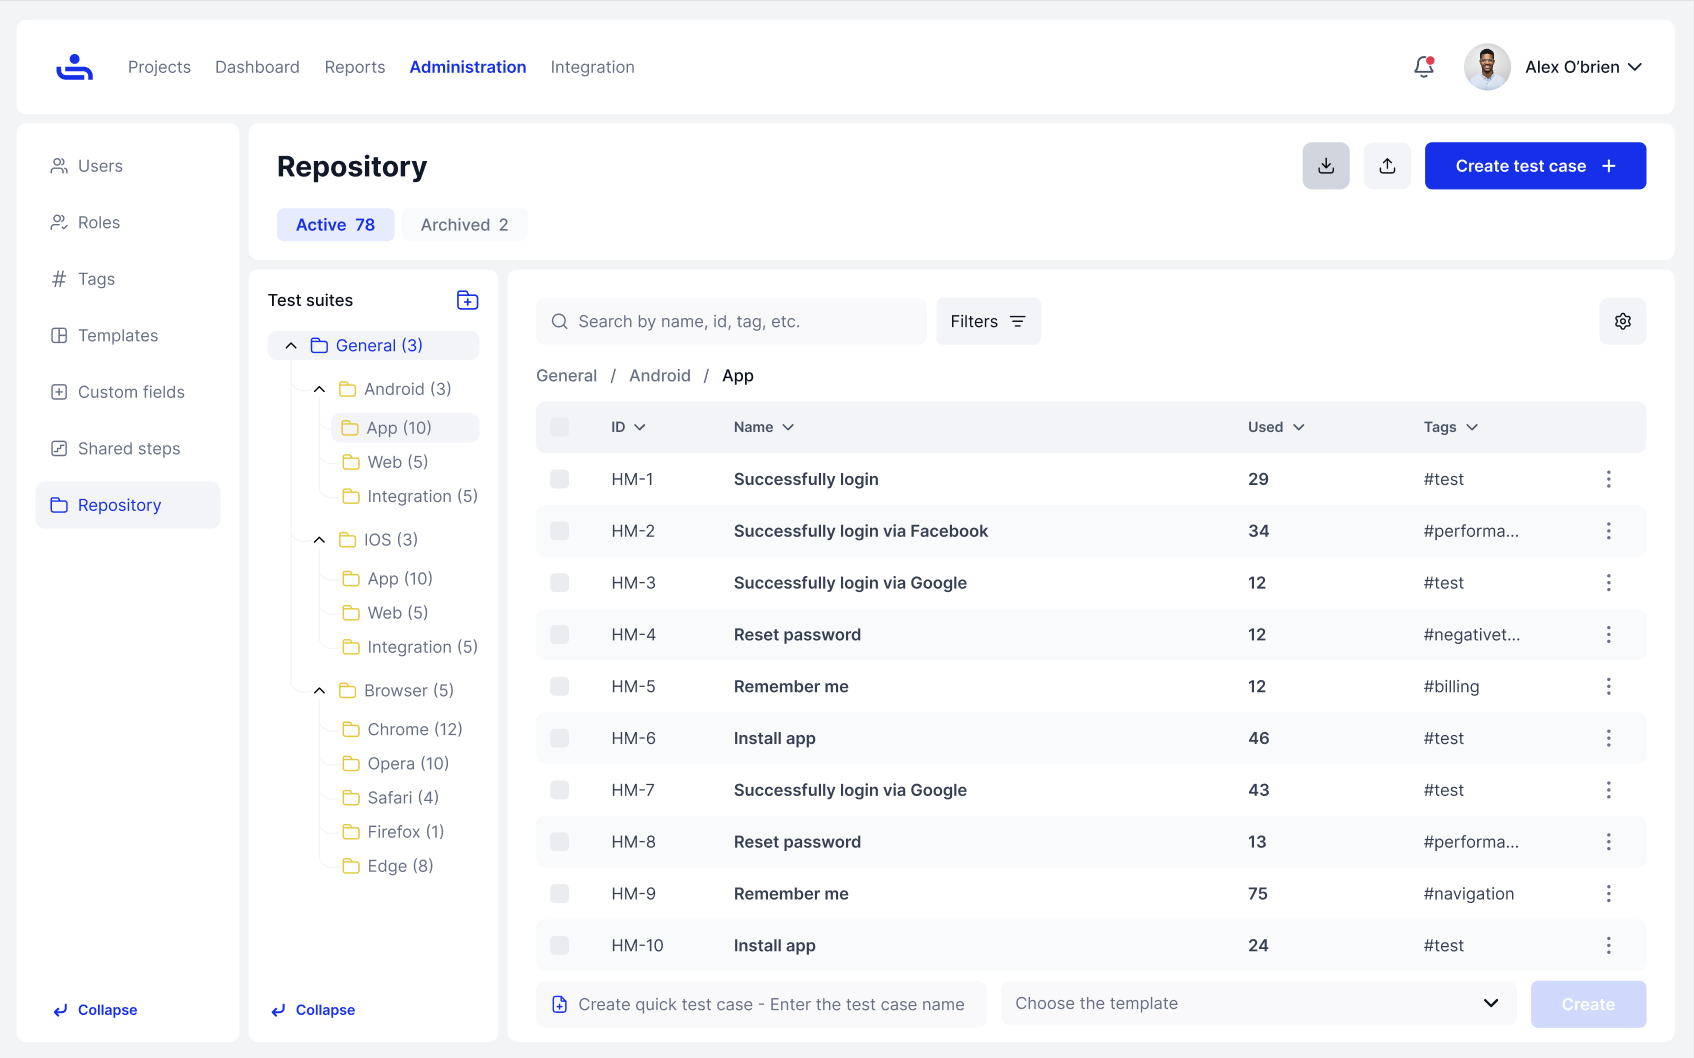 Projects Dashboard Reports Administration Integration
Alex O’brien
Users
Roles
Tags
Templates
Custom fields
Shared steps
Repository
Collapse
Repository
Create test case
Active 78 Archived 2
Test suites
General (3)
Android (3)
App (10)
Web (5)
Integration (5)
IOS (3)
App (10)
Web (5)
Integration (5)
Browser (5)
Chrome (12)
Opera (10)
Safari (4)
Firefox (1)
Edge (8)
Collapse
Search by name, id, tag, etc. Filters
General / Android / App
ID Name Used Tags
HM-1 Successfully login 29 #test
HM-2 Successfully login via Facebook 34 #performa...
HM-3 Successfully login via Google 12 #test
HM-4 Reset password 12 #negativet...
HM-5 Remember me 12 #billing
HM-6 Install app 46 #test
HM-7 Successfully login via Google 43 #test
HM-8 Reset password 13 #performa...
HM-9 Remember me 75 #navigation
HM-10 Install app 24 #test
Create quick test case - Enter the test case name Choose the template Create